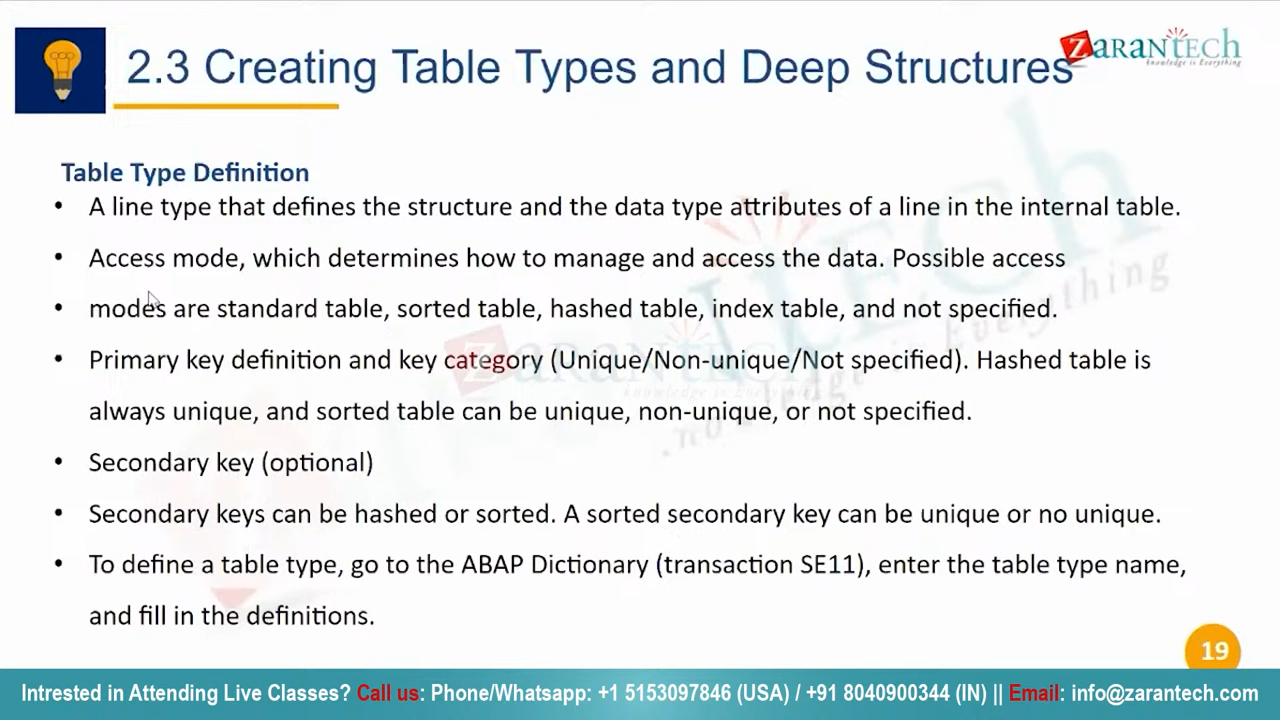 2.3 Creating Table Types and Deep Structures
ZARANTECH
knowledge is Everything
Table Type Definition
• A line type that defines the structure and the data type attributes of a line in the internal table.
• Access mode, which determines how to manage and access the data. Possible access
• modes are standard table, sorted table, hashed table, index table, and not specified.
• Primary key definition and key category (Unique/Non-unique/Not specified). Hashed table is
always unique, and sorted table can be unique, non-unique, or not specified.
• Secondary key (optional)
• Secondary keys can be hashed or sorted. A sorted secondary key can be unique or no unique.
• To define a table type, go to the ABAP Dictionary (transaction SE11), enter the table type name,
and fill in the definitions.
19
Intrested in Attending Live Classes? Call us: Phone/Whatsapp: +1 5153097846 (USA) / +91 8040900344 (IN) || Email: info@zarantech.com